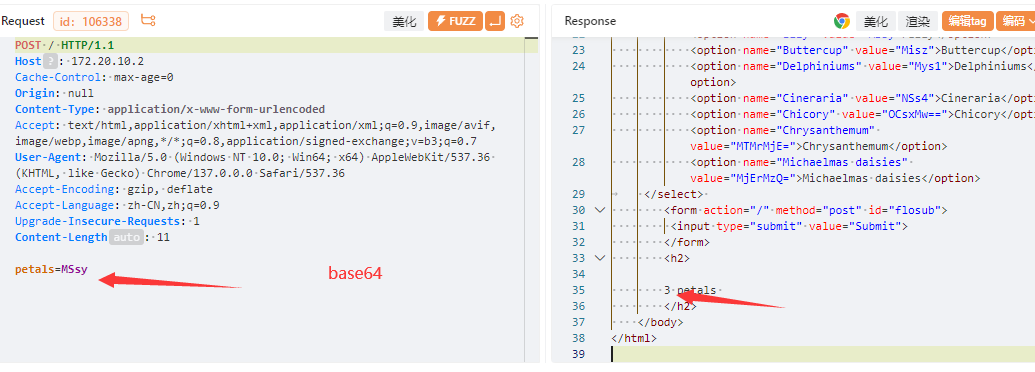 Request id: 106338 美化 FUZZ
POST / HTTP/1.1
Host ? : 172.20.10.2
Cache-Control: max-age=0
Origin: null
Content-Type: application/x-www-form-urlencoded
Accept: text/html,application/xhtml+xml,application/xml;q=0.9,image/avif,
image/webp,image/apng,*/*;q=0.8,application/signed-exchange;v=b3;q=0.7
User-Agent: Mozilla/5.0 (Windows NT 10.0; Win64; x64) AppleWebKit/537.36
(KHTML, like Gecko) Chrome/137.0.0.0 Safari/537.36
Accept-Encoding: gzip, deflate
Accept-Language: zh-CN,zh;q=0.9
Upgrade-Insecure-Requests: 1
Content-Length auto : 11
petals=MSsy
base64
Response 美化 渲染 编辑tag 编码
23 <option name="Buttercup" value="Misz">Buttercup</opti
24 <option name="Delphiniums" value="Mys1">Delphiniums</
option>
25 <option name="Cineraria" value="NSs4">Cineraria</opti
26 <option name="Chicory" value="OCsxMw==">Chicory</opti
27 <option name="Chrysanthemum"
value="MTMrMjE=">Chrysanthemum</option>
28 <option name="Michaelmas daisies"
value="MjErMzQ=">Michaelmas daisies</option>
29 </select>
30 <form action="/" method="post" id="flosub">
31 <input type="submit" value="Submit">
32 </form>
33 <h2>
34
35 3 petals
36 </h2>
37 </body>
38 </html>
39